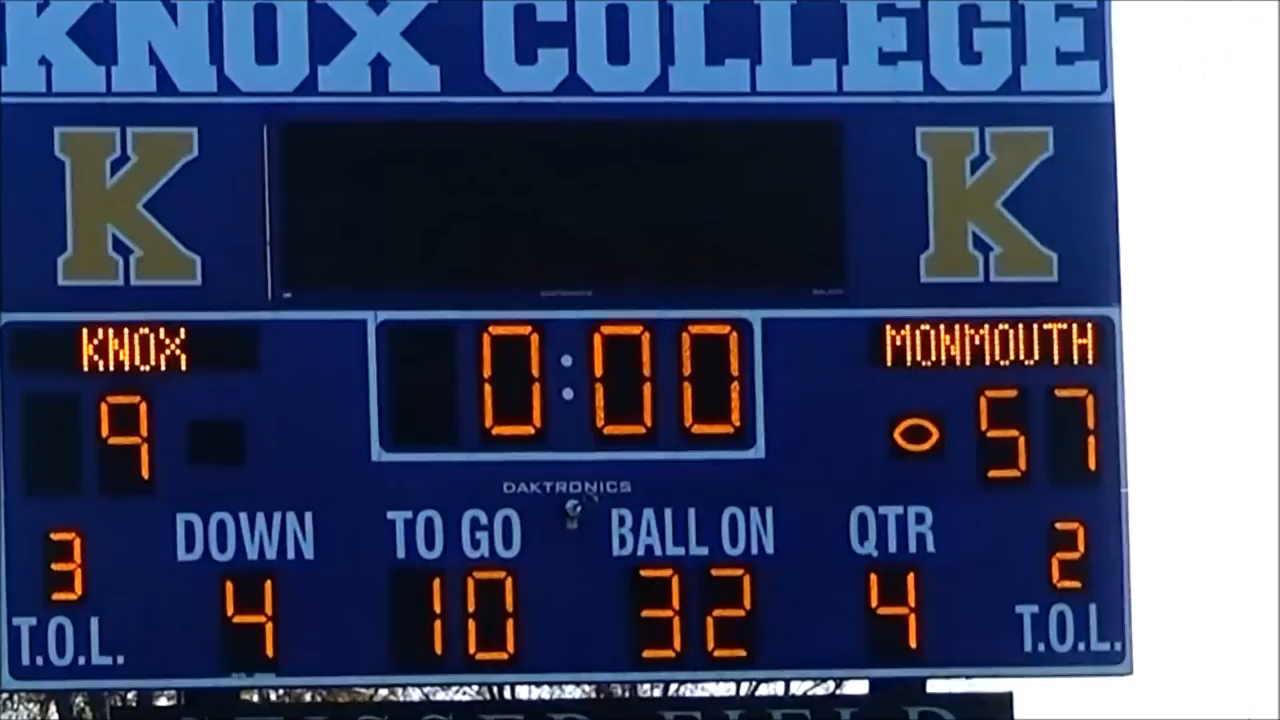 KNOX COLLEGE
K K
KNOX 0:00 MONMOUTH
9 57
DAKTRONICS
DOWN TO GO BALL ON QTR
3 4 10 32 4 2
T.O.L. T.O.L.
FIELD